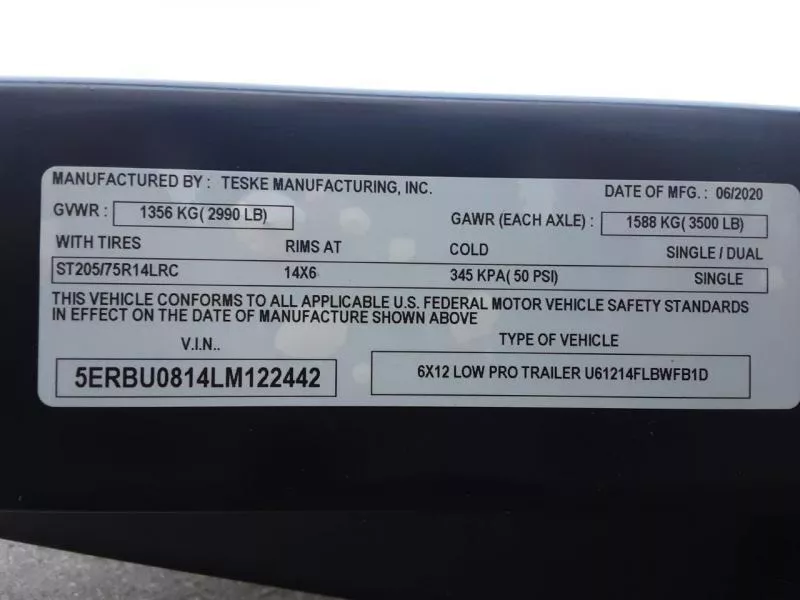 MANUFACTURED BY : TESKE MANUFACTURING, INC. DATE OF MFG. : 06/2020
GVWR : 1356 KG( 2990 LB) GAWR (EACH AXLE) : 1588 KG( 3500 LB)
WITH TIRES RIMS AT COLD SINGLE / DUAL
ST205/75R14LRC 14X6 345 KPA( 50 PSI) SINGLE
THIS VEHICLE CONFORMS TO ALL APPLICABLE U.S. FEDERAL MOTOR VEHICLE SAFETY STANDARDS
IN EFFECT ON THE DATE OF MANUFACTURE SHOWN ABOVE
V.I.N.. TYPE OF VEHICLE
5ERBU0814LM122442 6X12 LOW PRO TRAILER U61214FLBWFB1D